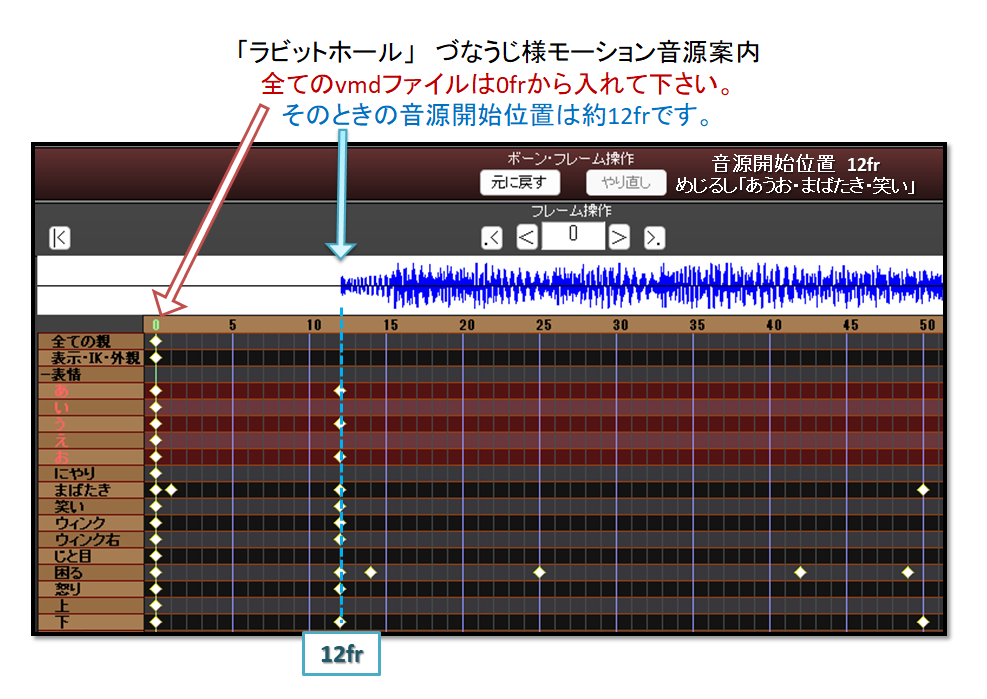 「ラビットホール」 づなうじ様モーション音源案内
全てのvmdファイルは0frから入れて下さい。
そのときの音源開始位置は約12frです。
ボーン・フレーム操作
元に戻す
やり直し
音源開始位置 12fr
めじるし「あうお・まばたき・笑い」
フレーム操作
|<
.<
<
0
>
>.
0 5 10 15 20 25 30 35 40 45 50
全ての親
表示・IK・外観
－表情
あ
い
う
え
お
にやり
まばたき
笑い
ウィンク
ウィンク右
じと目
困る
怒り
上
下
12fr